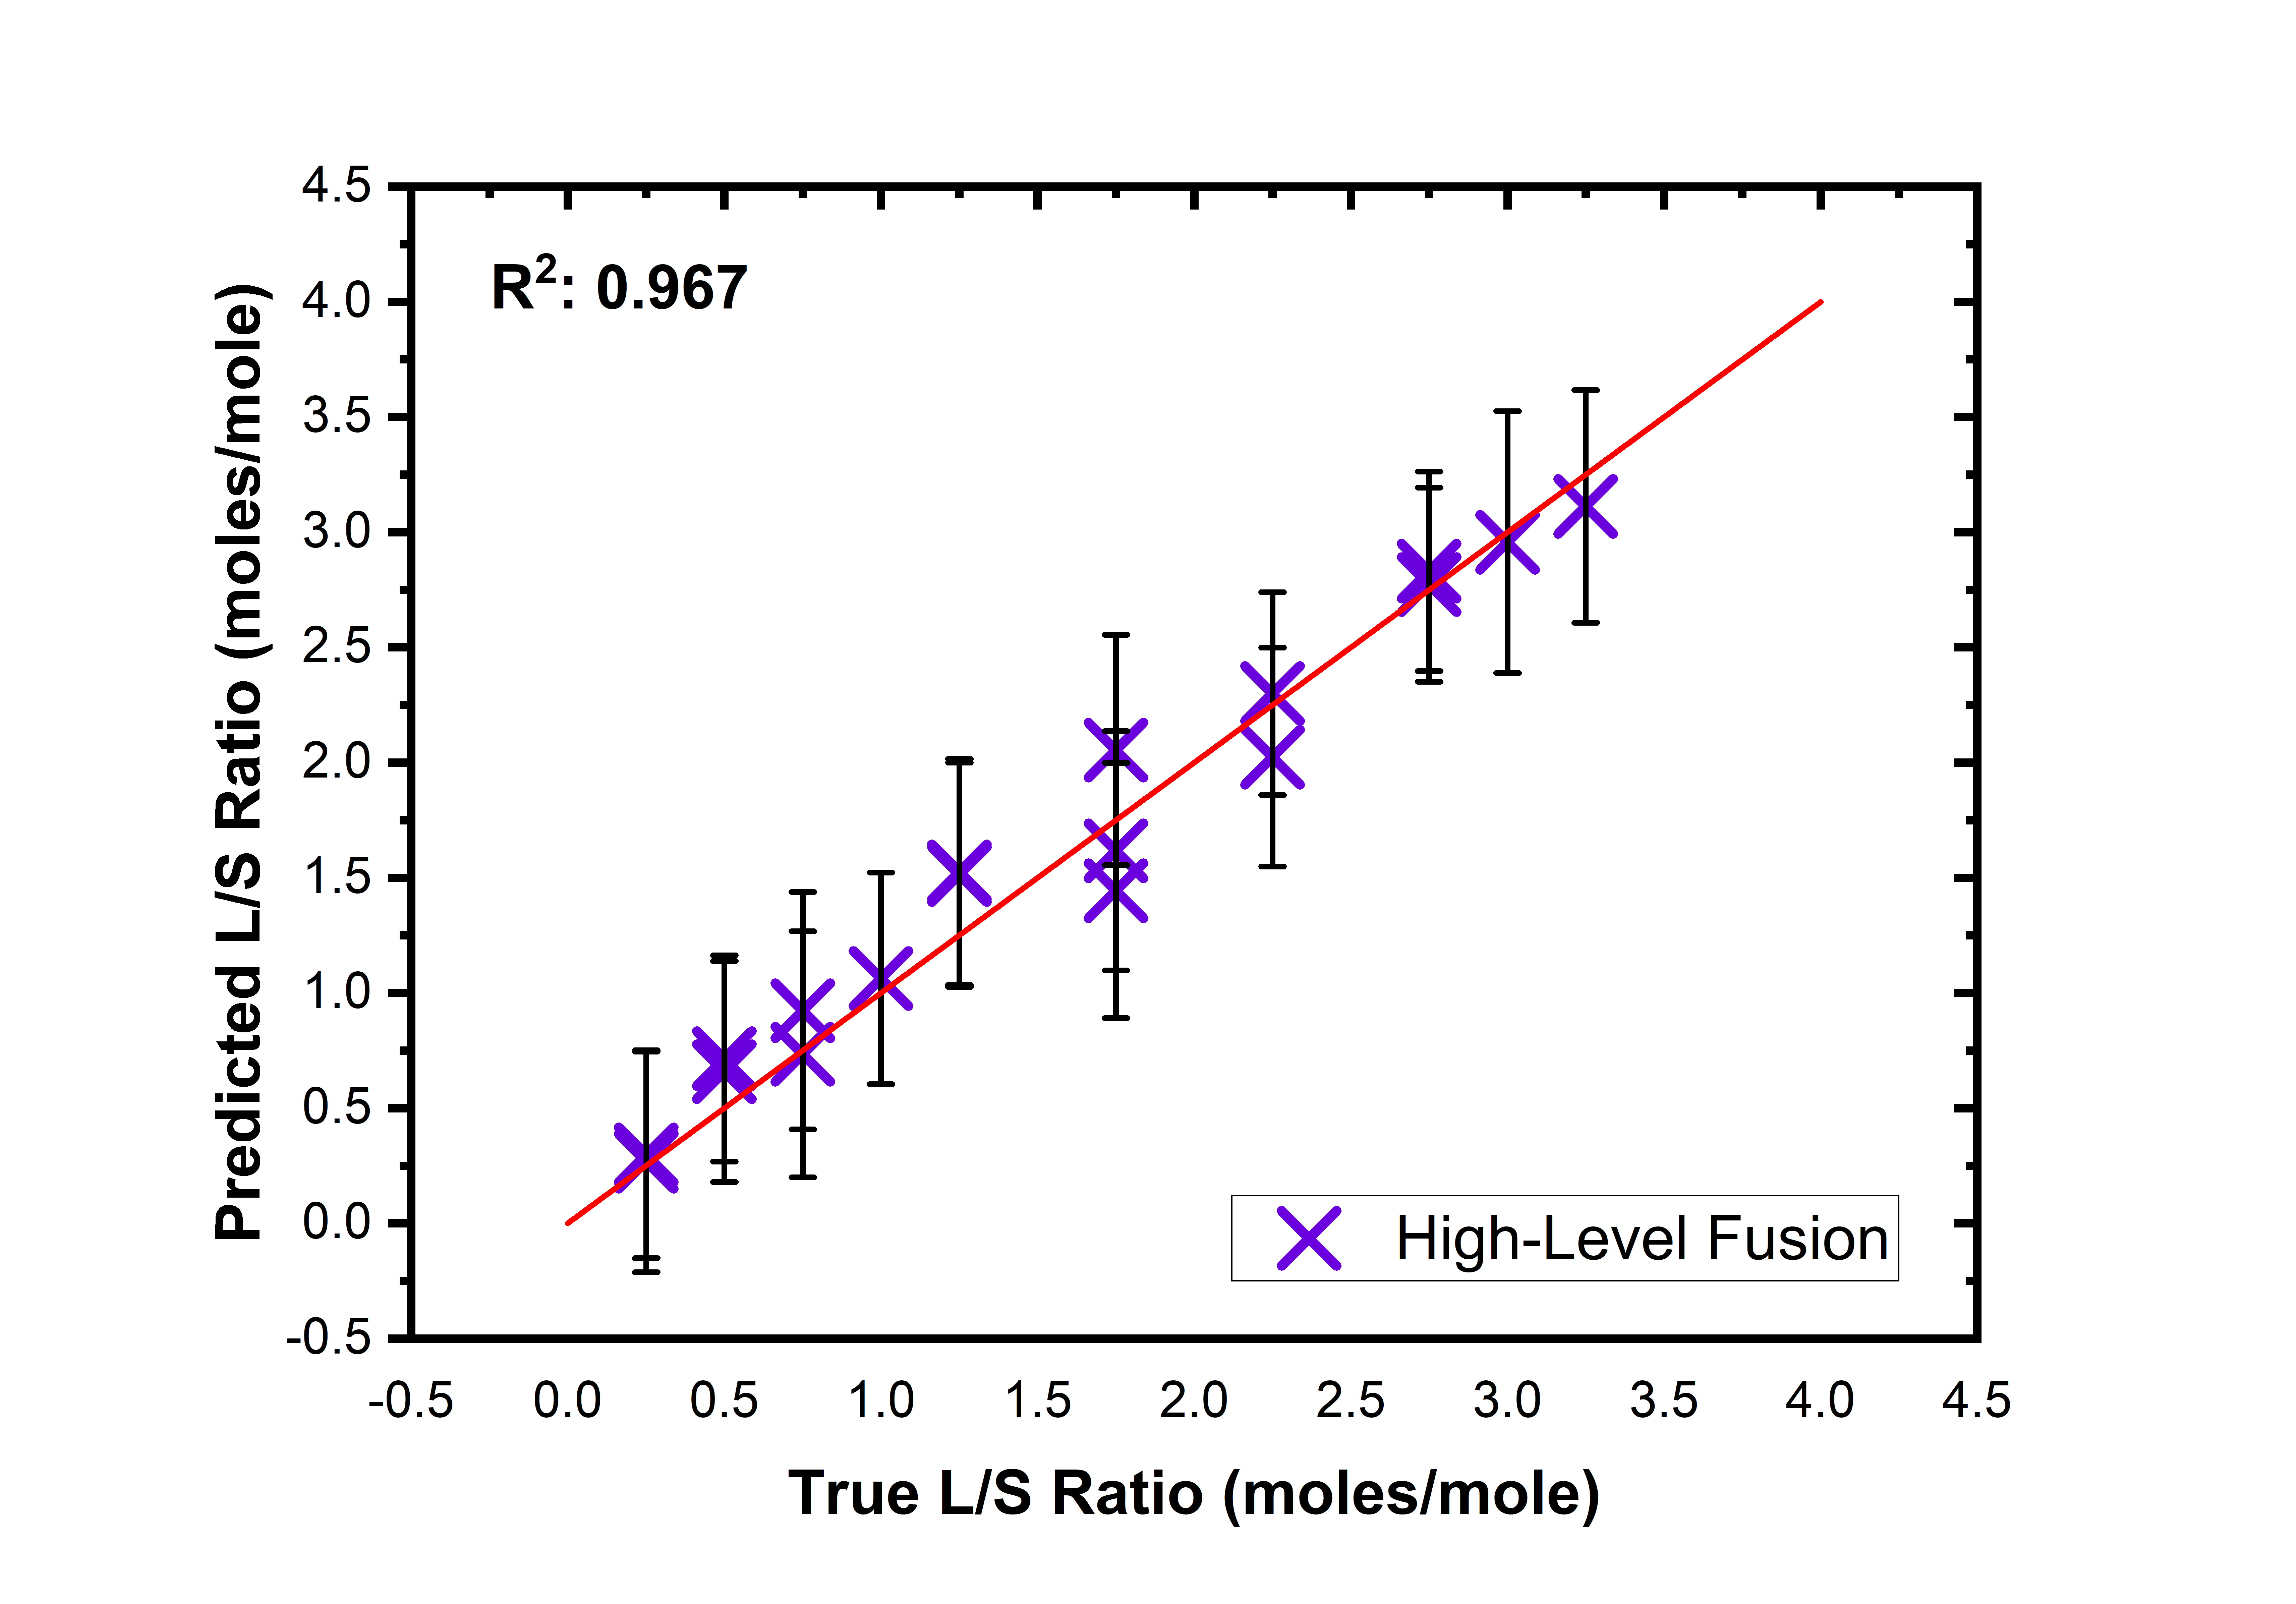 R²: 0.967
Predicted L/S Ratio (moles/mole)
4.5
4.0
3.5
3.0
2.5
2.0
1.5
1.0
0.5
0.0
-0.5
High-Level Fusion
-0.5 0.0 0.5 1.0 1.5 2.0 2.5 3.0 3.5 4.0 4.5
True L/S Ratio (moles/mole)